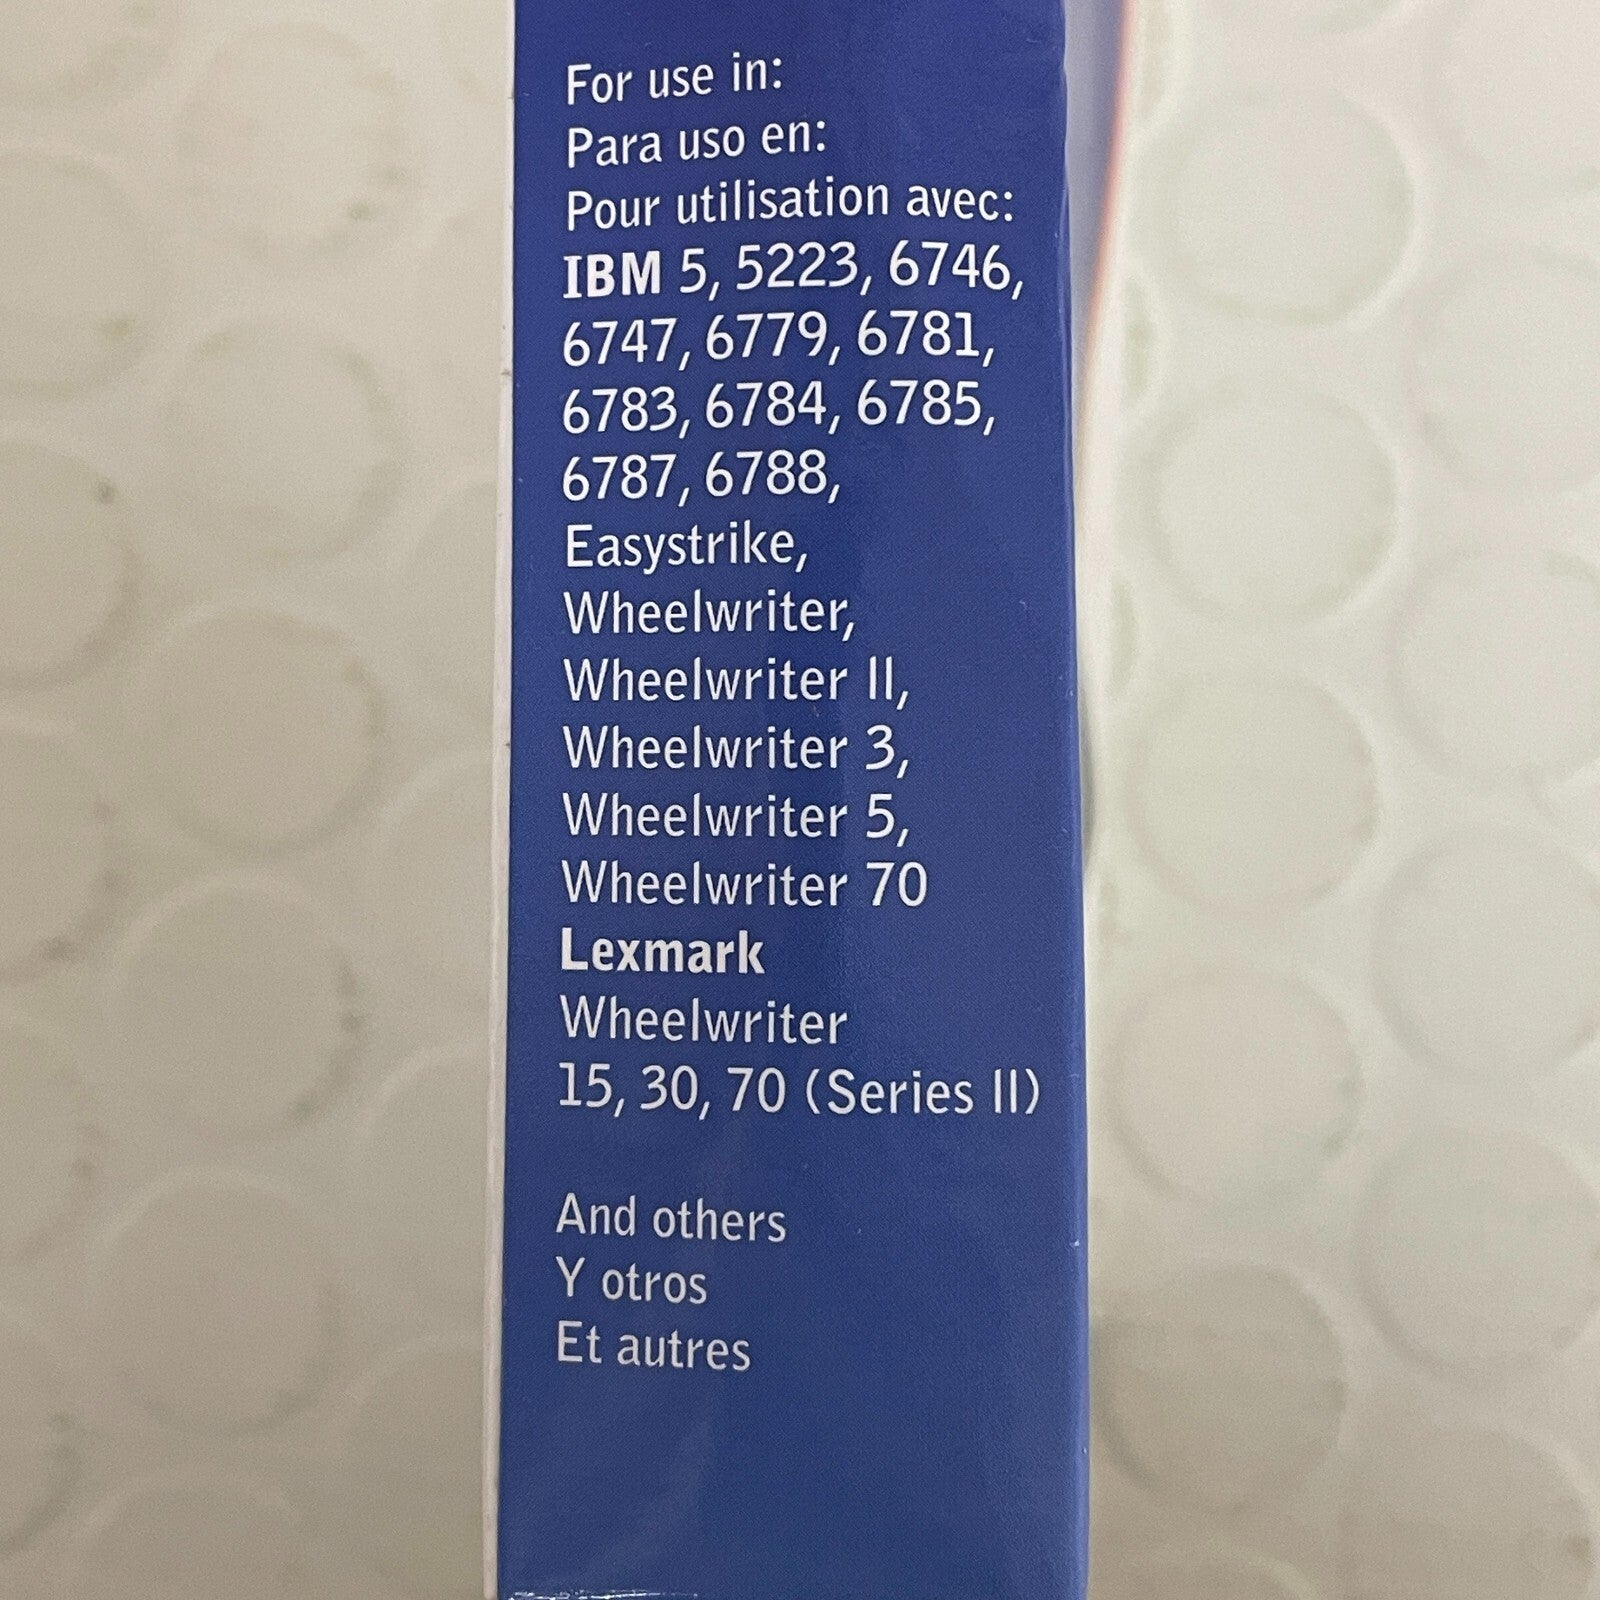 For use in:
Para uso en:
Pour utilisation avec:
IBM 5, 5223, 6746,
6747, 6779, 6781,
6783, 6784, 6785,
6787, 6788,
Easystrike,
Wheelwriter,
Wheelwriter II,
Wheelwriter 3,
Wheelwriter 5,
Wheelwriter 70
Lexmark
Wheelwriter
15, 30, 70 (Series II)
And others
Y otros
Et autres